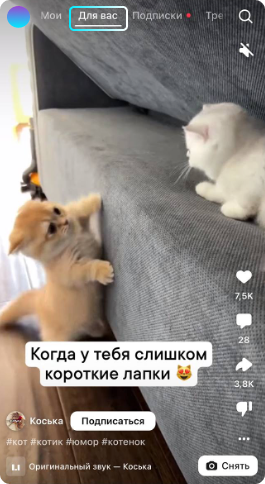 Мои Для вас Подписки Тре
Когда у тебя слишком
короткие лапки 😻
7,5K
28
3,8K
Коська Подписаться
#кот #котик #юмор #котенок
Оригинальный звук — Коська
Снять